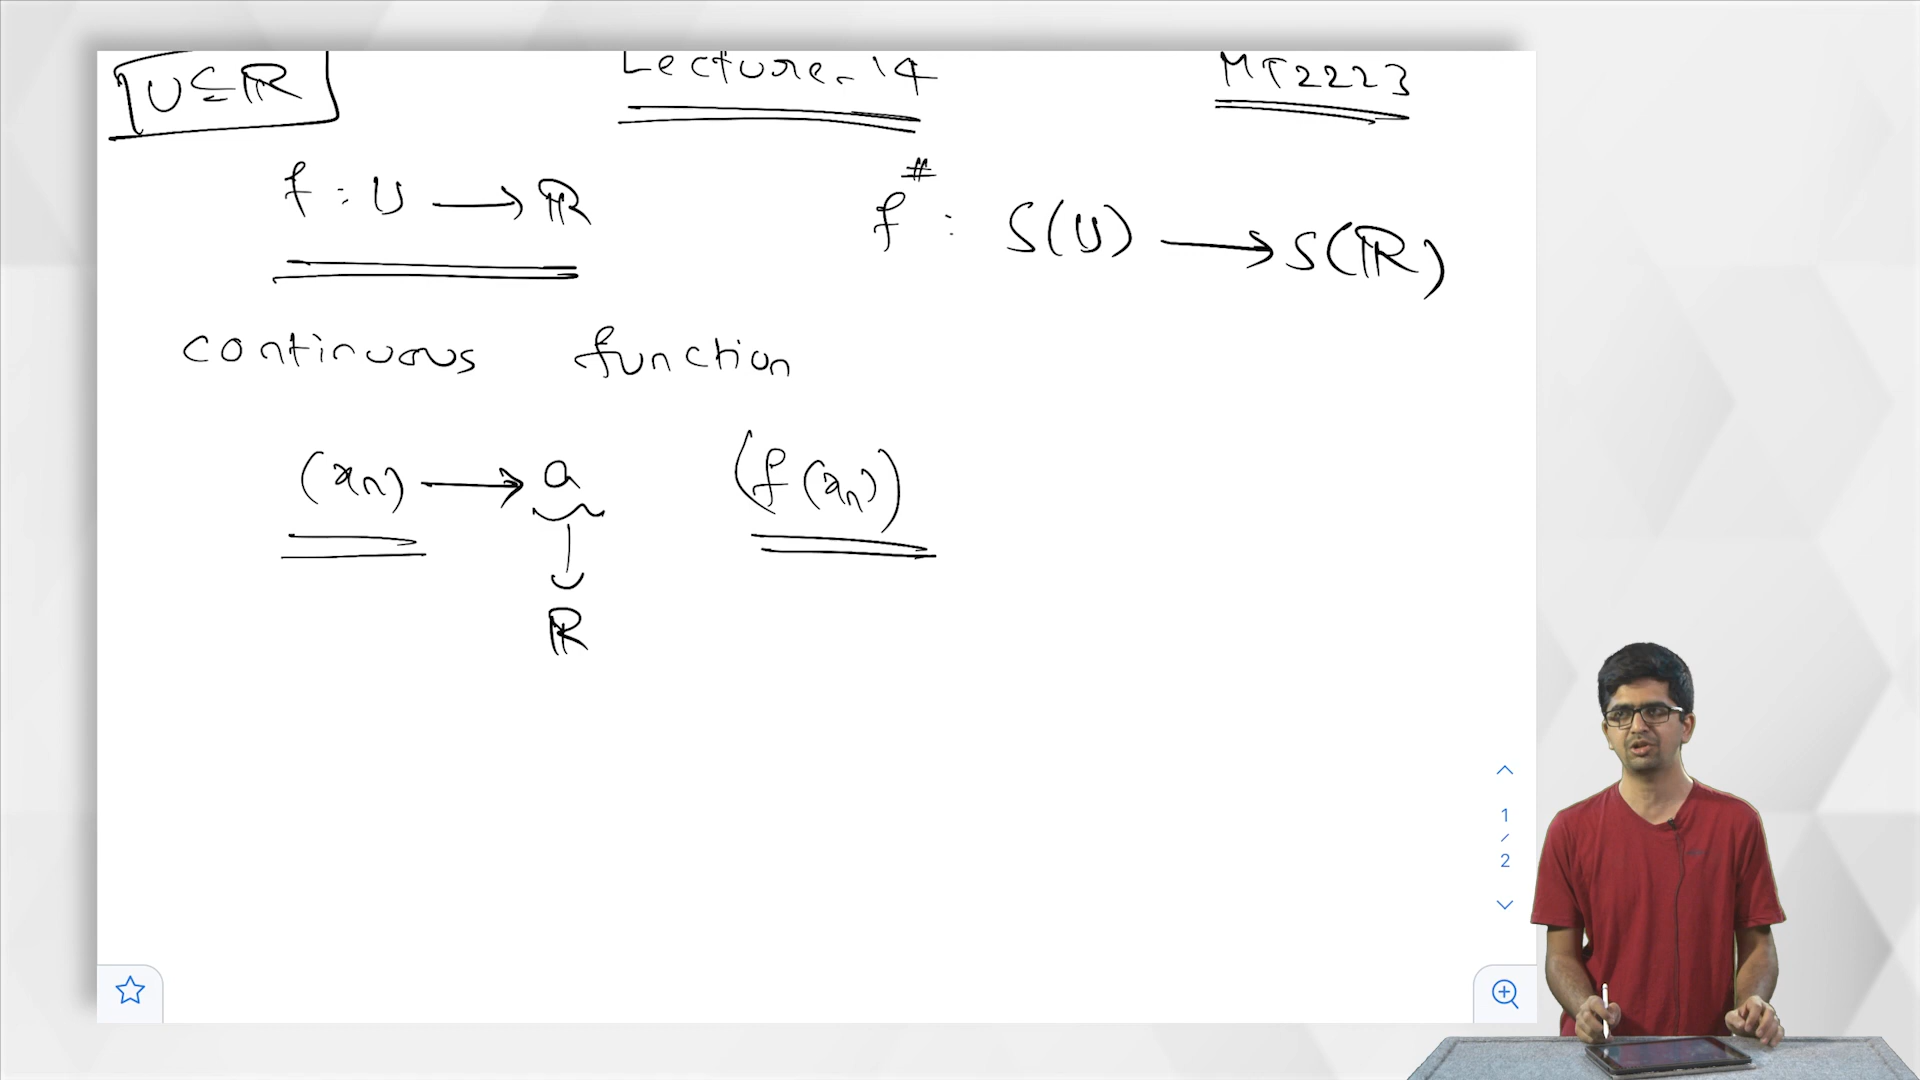 U ⊆ ℝ Lecture-14 MT2223
f : U → ℝ f^# : S(U) → S(ℝ)
continuous function
(xn) → a (f(xn))
↓
ℝ
1
/
2